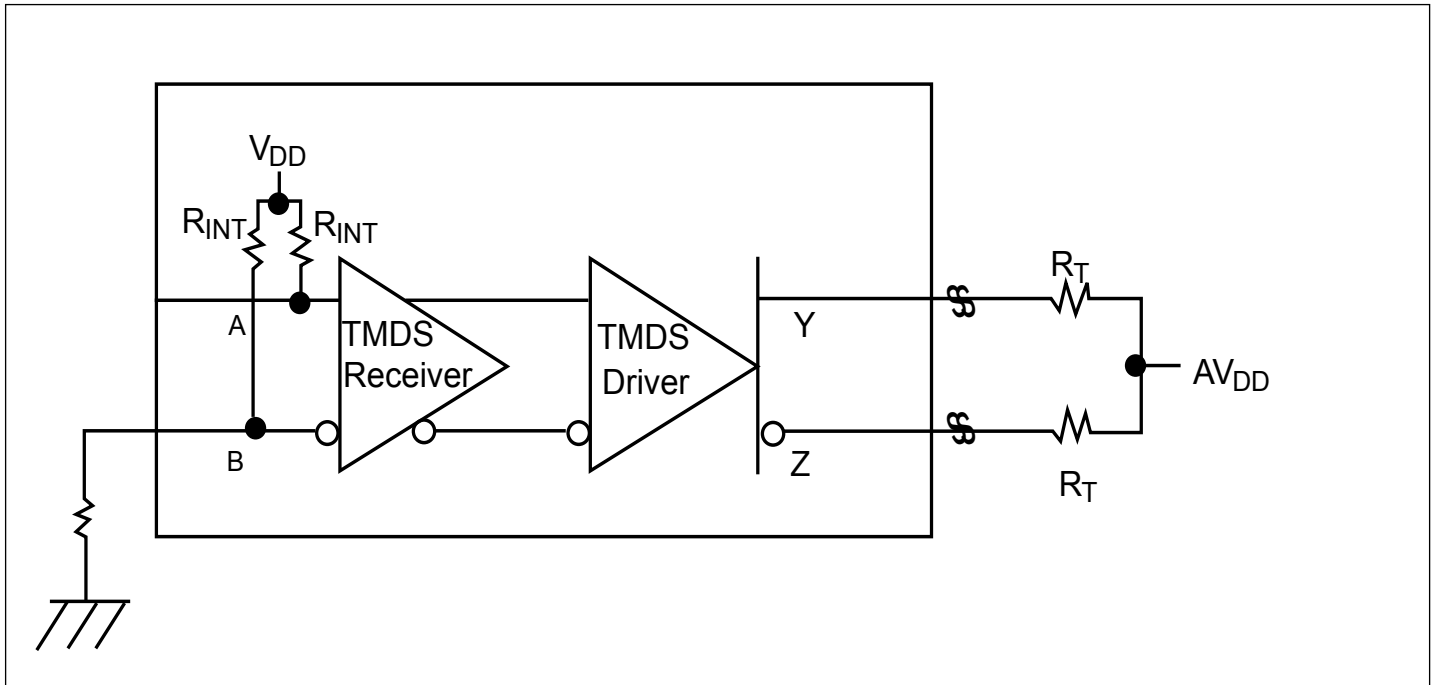 VDD
RINT
RINT
RT
A
TMDS
Receiver
TMDS
Driver
Y
AVDD
B
Z
RT